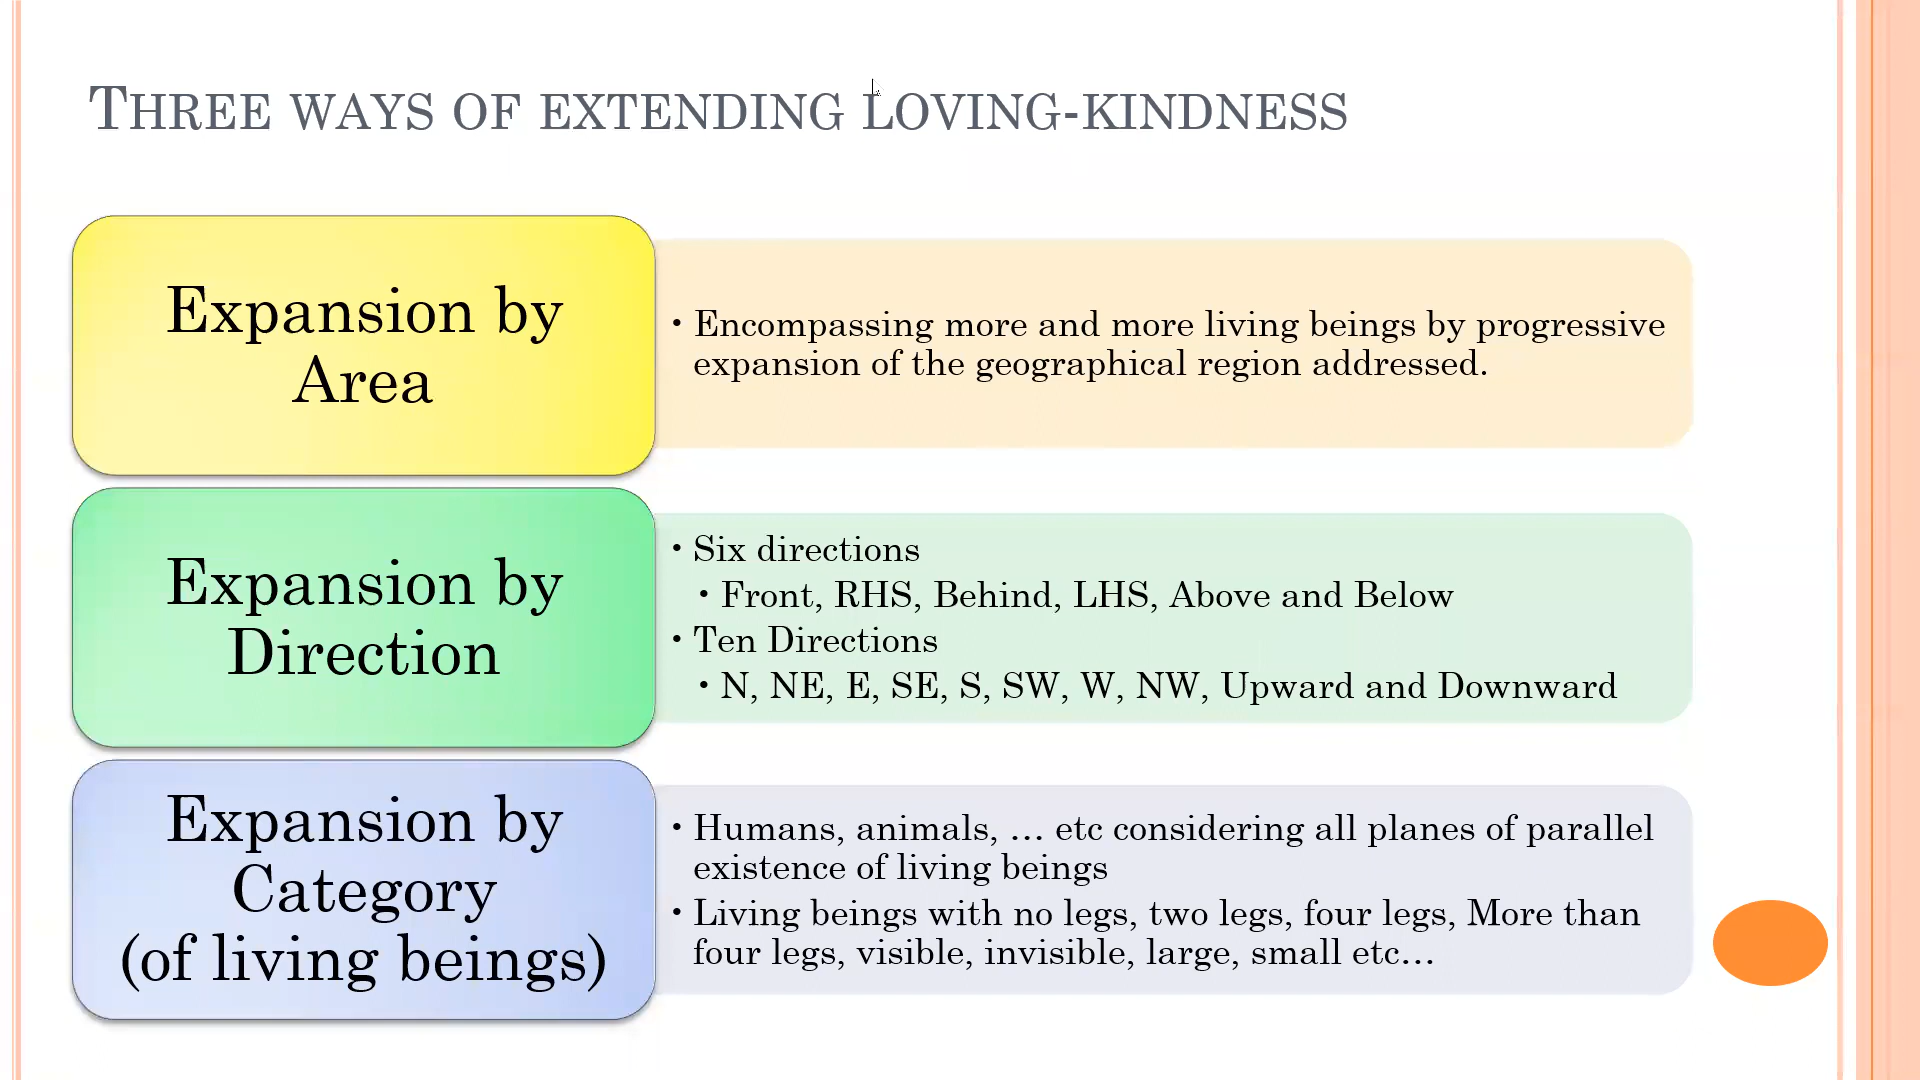 THREE WAYS OF EXTENDING LOVING-KINDNESS
Expansion by
Area
• Encompassing more and more living beings by progressive
expansion of the geographical region addressed.
Expansion by
Direction
• Six directions
• Front, RHS, Behind, LHS, Above and Below
• Ten Directions
• N, NE, E, SE, S, SW, W, NW, Upward and Downward
Expansion by
Category
(of living beings)
• Humans, animals, … etc considering all planes of parallel
existence of living beings
• Living beings with no legs, two legs, four legs, More than
four legs, visible, invisible, large, small etc…